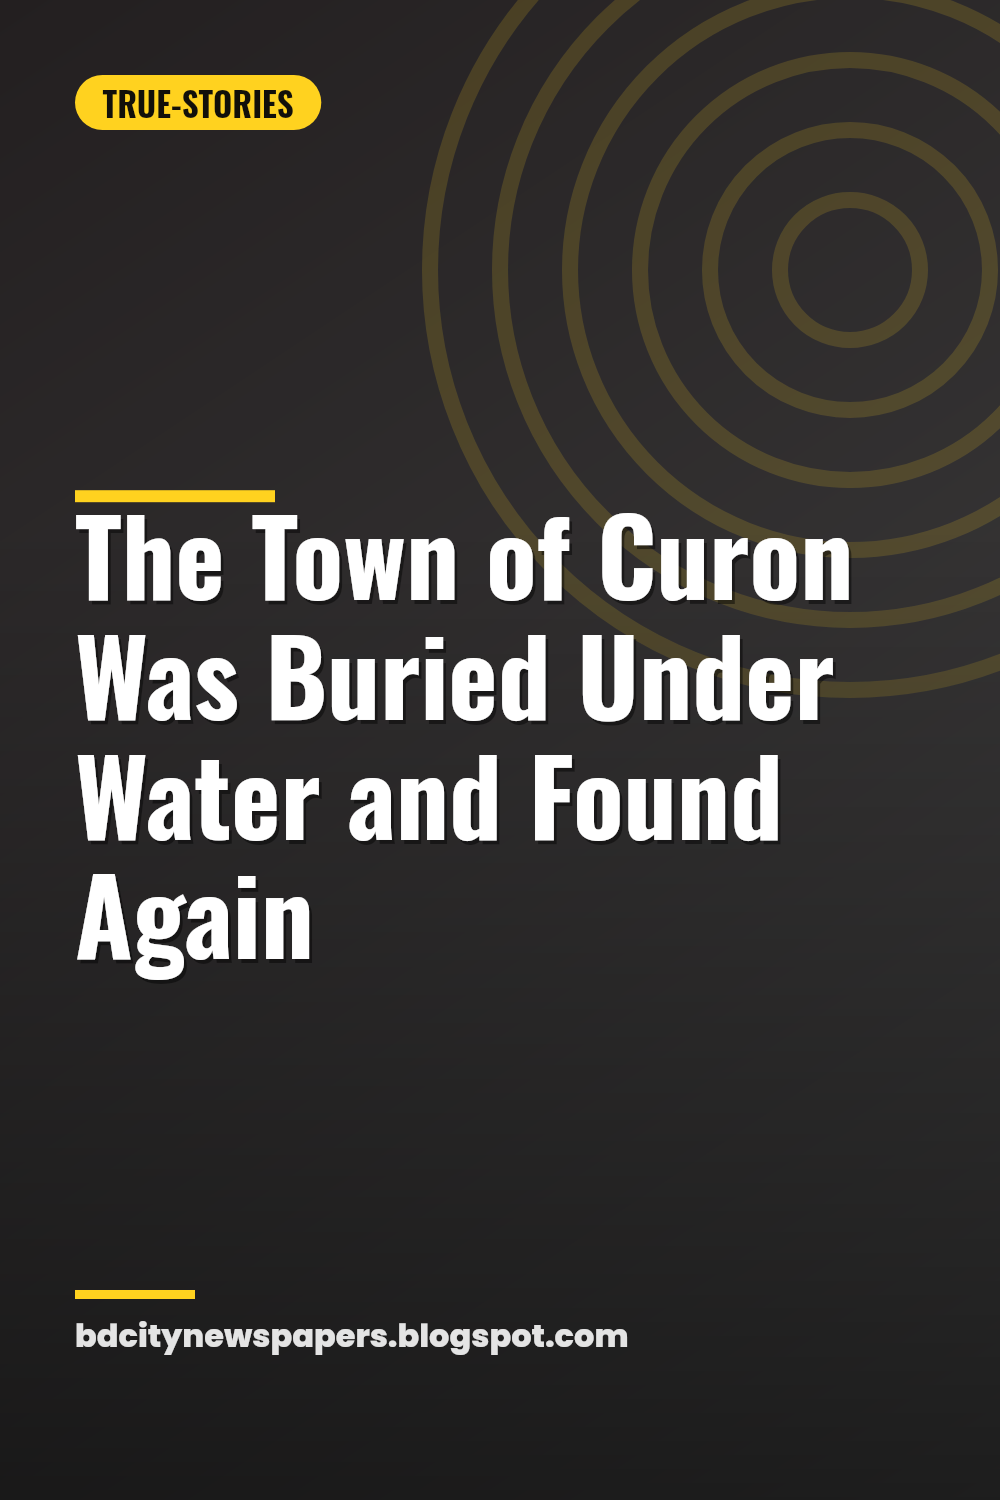 TRUE-STORIES
The Town of Curon
Was Buried Under
Water and Found
Again
bdcitynewspapers.blogspot.com